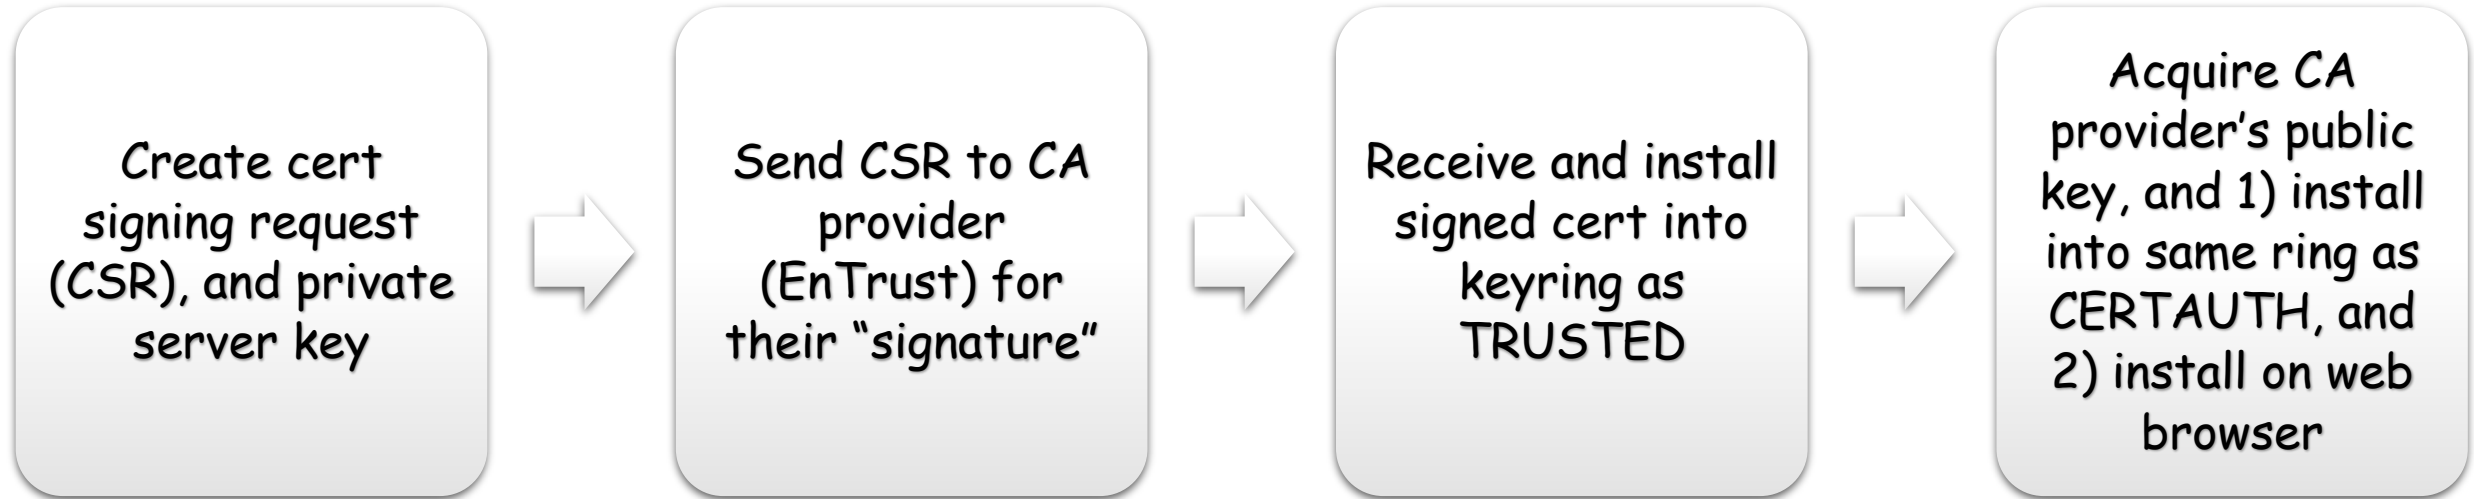 Create cert
signing request
(CSR), and private
server key
Send CSR to CA
provider
(EnTrust) for
their “signature”
Receive and install
signed cert into
keyring as
TRUSTED
Acquire CA
provider’s public
key, and 1) install
into same ring as
CERTAUTH, and
2) install on web
browser